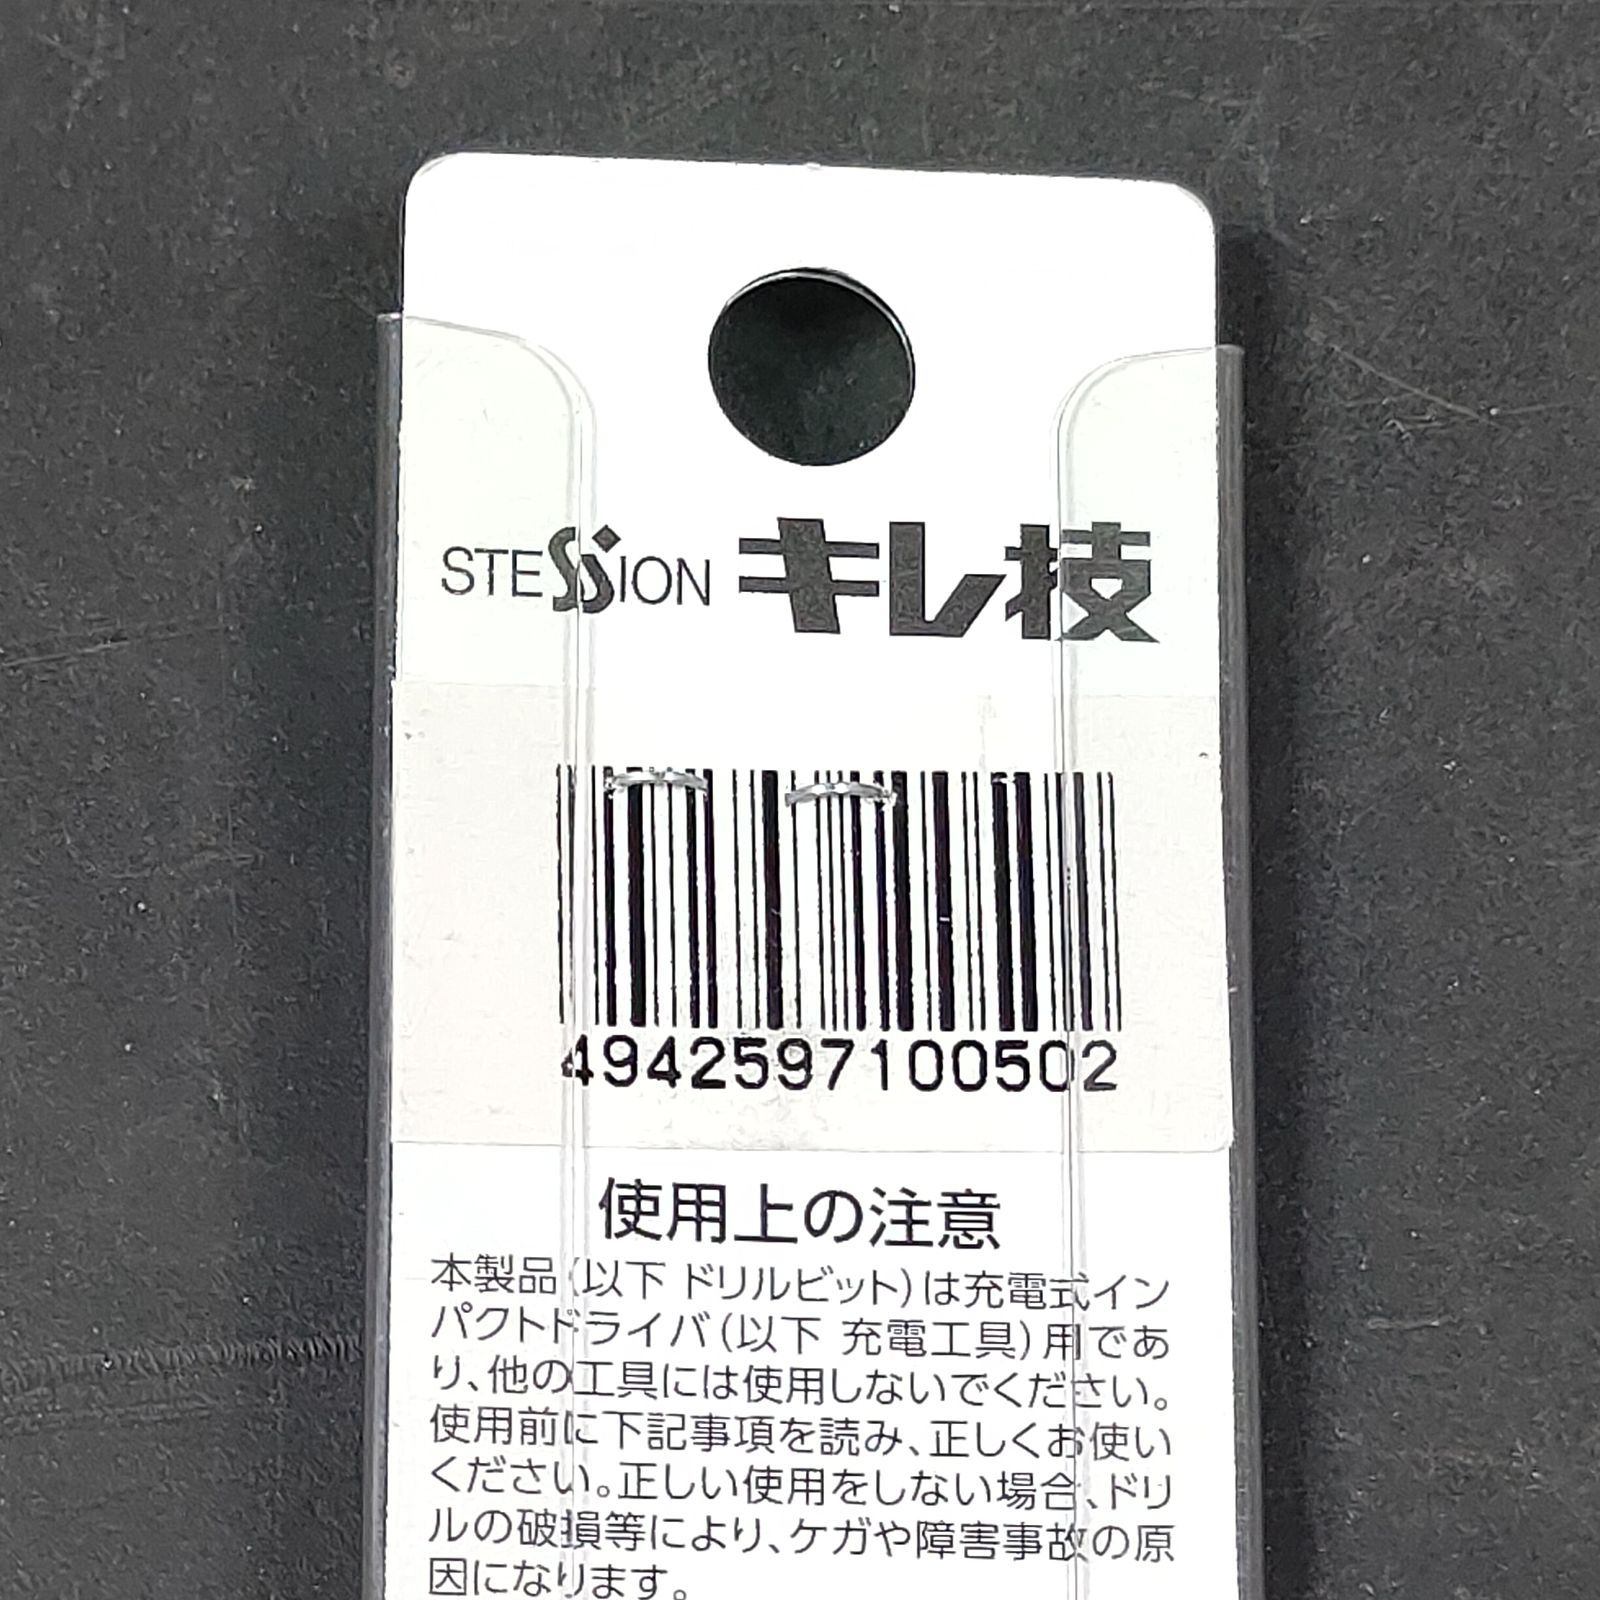 STESSION キレ技
4942597100502
使用上の注意
本製品(以下 ドリルビット)は充電式イン
パクトドライバ(以下 充電工具)用であ
り、他の工具には使用しないでください。
使用前に下記事項を読み、正しくお使い
ください。正しい使用をしない場合、ドリ
ルの破損等により、ケガや障害事故の原
因になります。